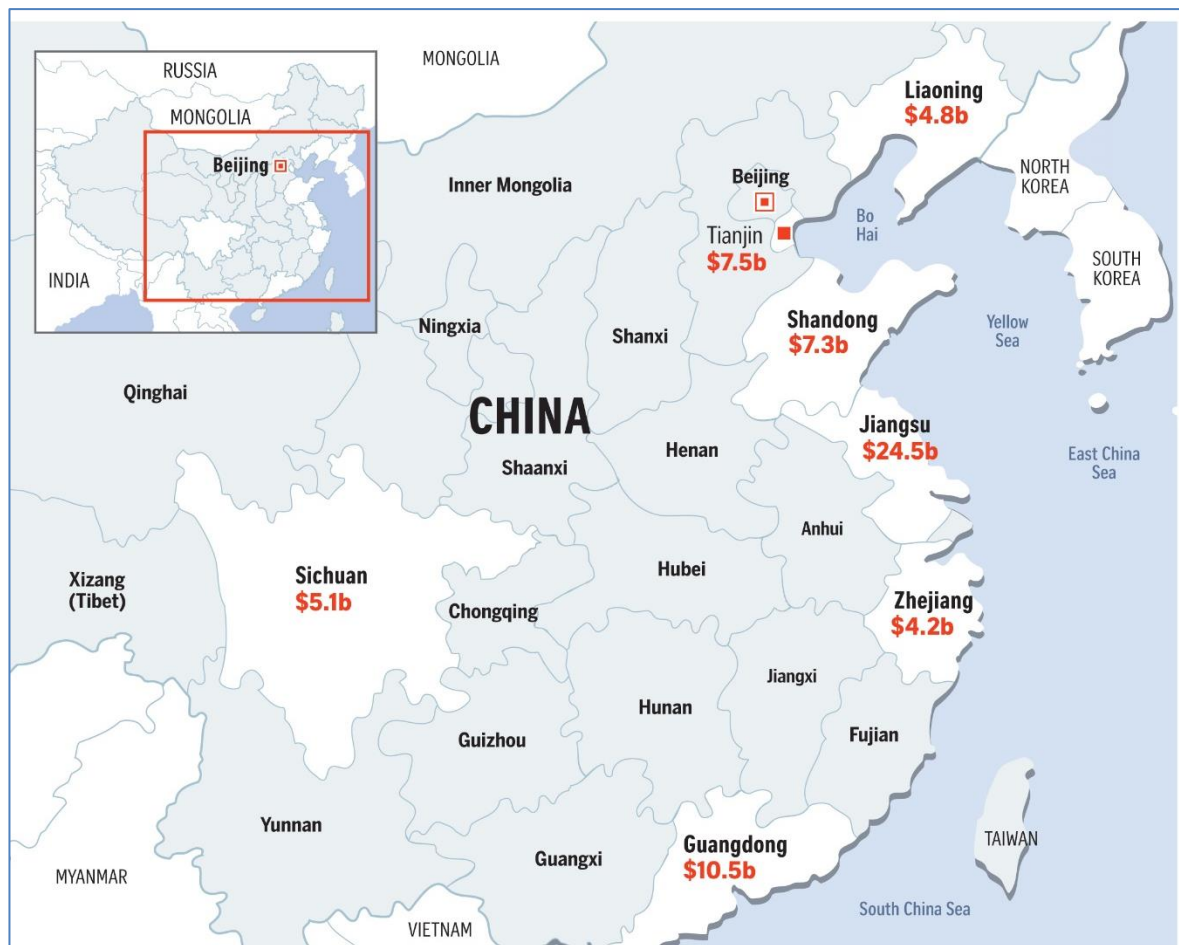 RUSSIA
MONGOLIA
Beijing
INDIA
MONGOLIA
Liaoning
$4.8b
NORTH
KOREA
SOUTH
KOREA
Inner Mongolia
Beijing
Tianjin
$7.5b
Bo
Hai
Shandong
$7.3b
Yellow
Sea
Ningxia
Shanxi
Qinghai
CHINA
Jiangsu
$24.5b
East China
Sea
Shaanxi
Henan
Anhui
Xizang
(Tibet)
Sichuan
$5.1b
Chongqing
Hubei
Zhejiang
$4.2b
Jiangxi
Hunan
Guizhou
Fujian
Yunnan
Guangxi
Guangdong
$10.5b
TAIWAN
MYANMAR
VIETNAM
South China Sea